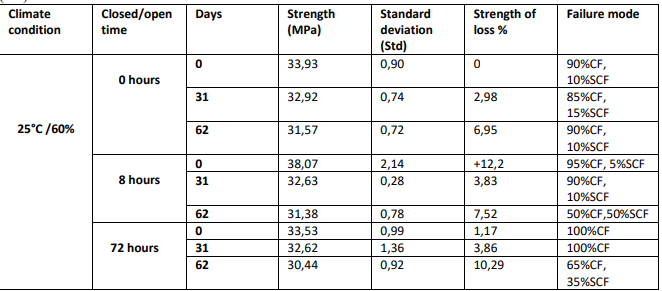 Climate condition | Closed/open time | Days | Strength (MPa) | Standard deviation (Std) | Strength of loss % | Failure mode
25°C /60% | 0 hours | 0 | 33,93 | 0,90 | 0 | 90%CF, 10%SCF
31 | 32,92 | 0,74 | 2,98 | 85%CF, 15%SCF
62 | 31,57 | 0,72 | 6,95 | 90%CF, 10%SCF
8 hours | 0 | 38,07 | 2,14 | +12,2 | 95%CF, 5%SCF
31 | 32,63 | 0,28 | 3,83 | 90%CF, 10%SCF
62 | 31,38 | 0,78 | 7,52 | 50%CF,50%SCF
72 hours | 0 | 33,53 | 0,99 | 1,17 | 100%CF
31 | 32,62 | 1,36 | 3,86 | 100%CF
62 | 30,44 | 0,92 | 10,29 | 65%CF, 35%SCF